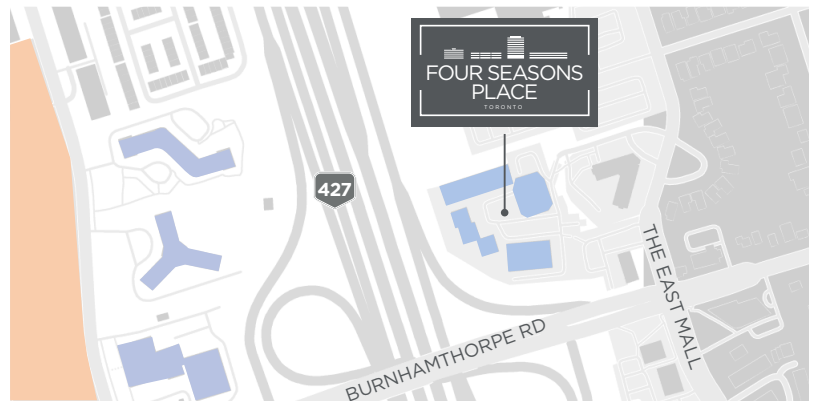 FOUR SEASONS
PLACE
TORONTO
427
THE EAST MALL
BURNHAMTHORPE RD